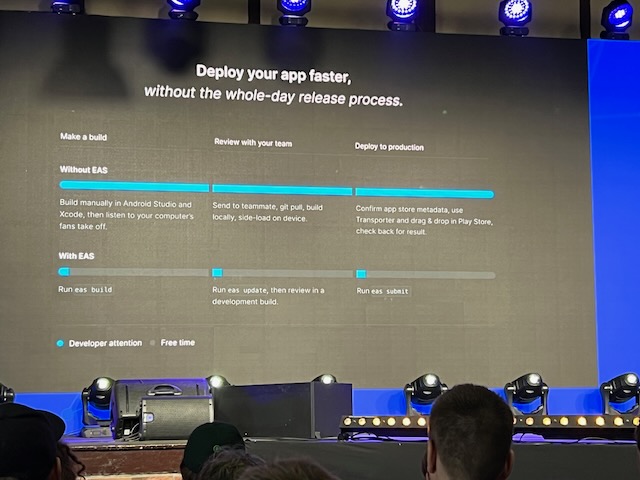 Deploy your app faster,
without the whole-day release process.
Make a build
Review with your team
Deploy to production
Without EAS
Build manually in Android Studio and
Xcode, then listen to your computer's
fans take off.
Send to teammate, git pull, build
locally, side-load on device.
Confirm app store metadata, use
Transporter and drag & drop in Play Store,
check back for result.
With EAS
Run eas build
Run eas update, then review in a
development build.
Run eas submit
Developer attention
Free time